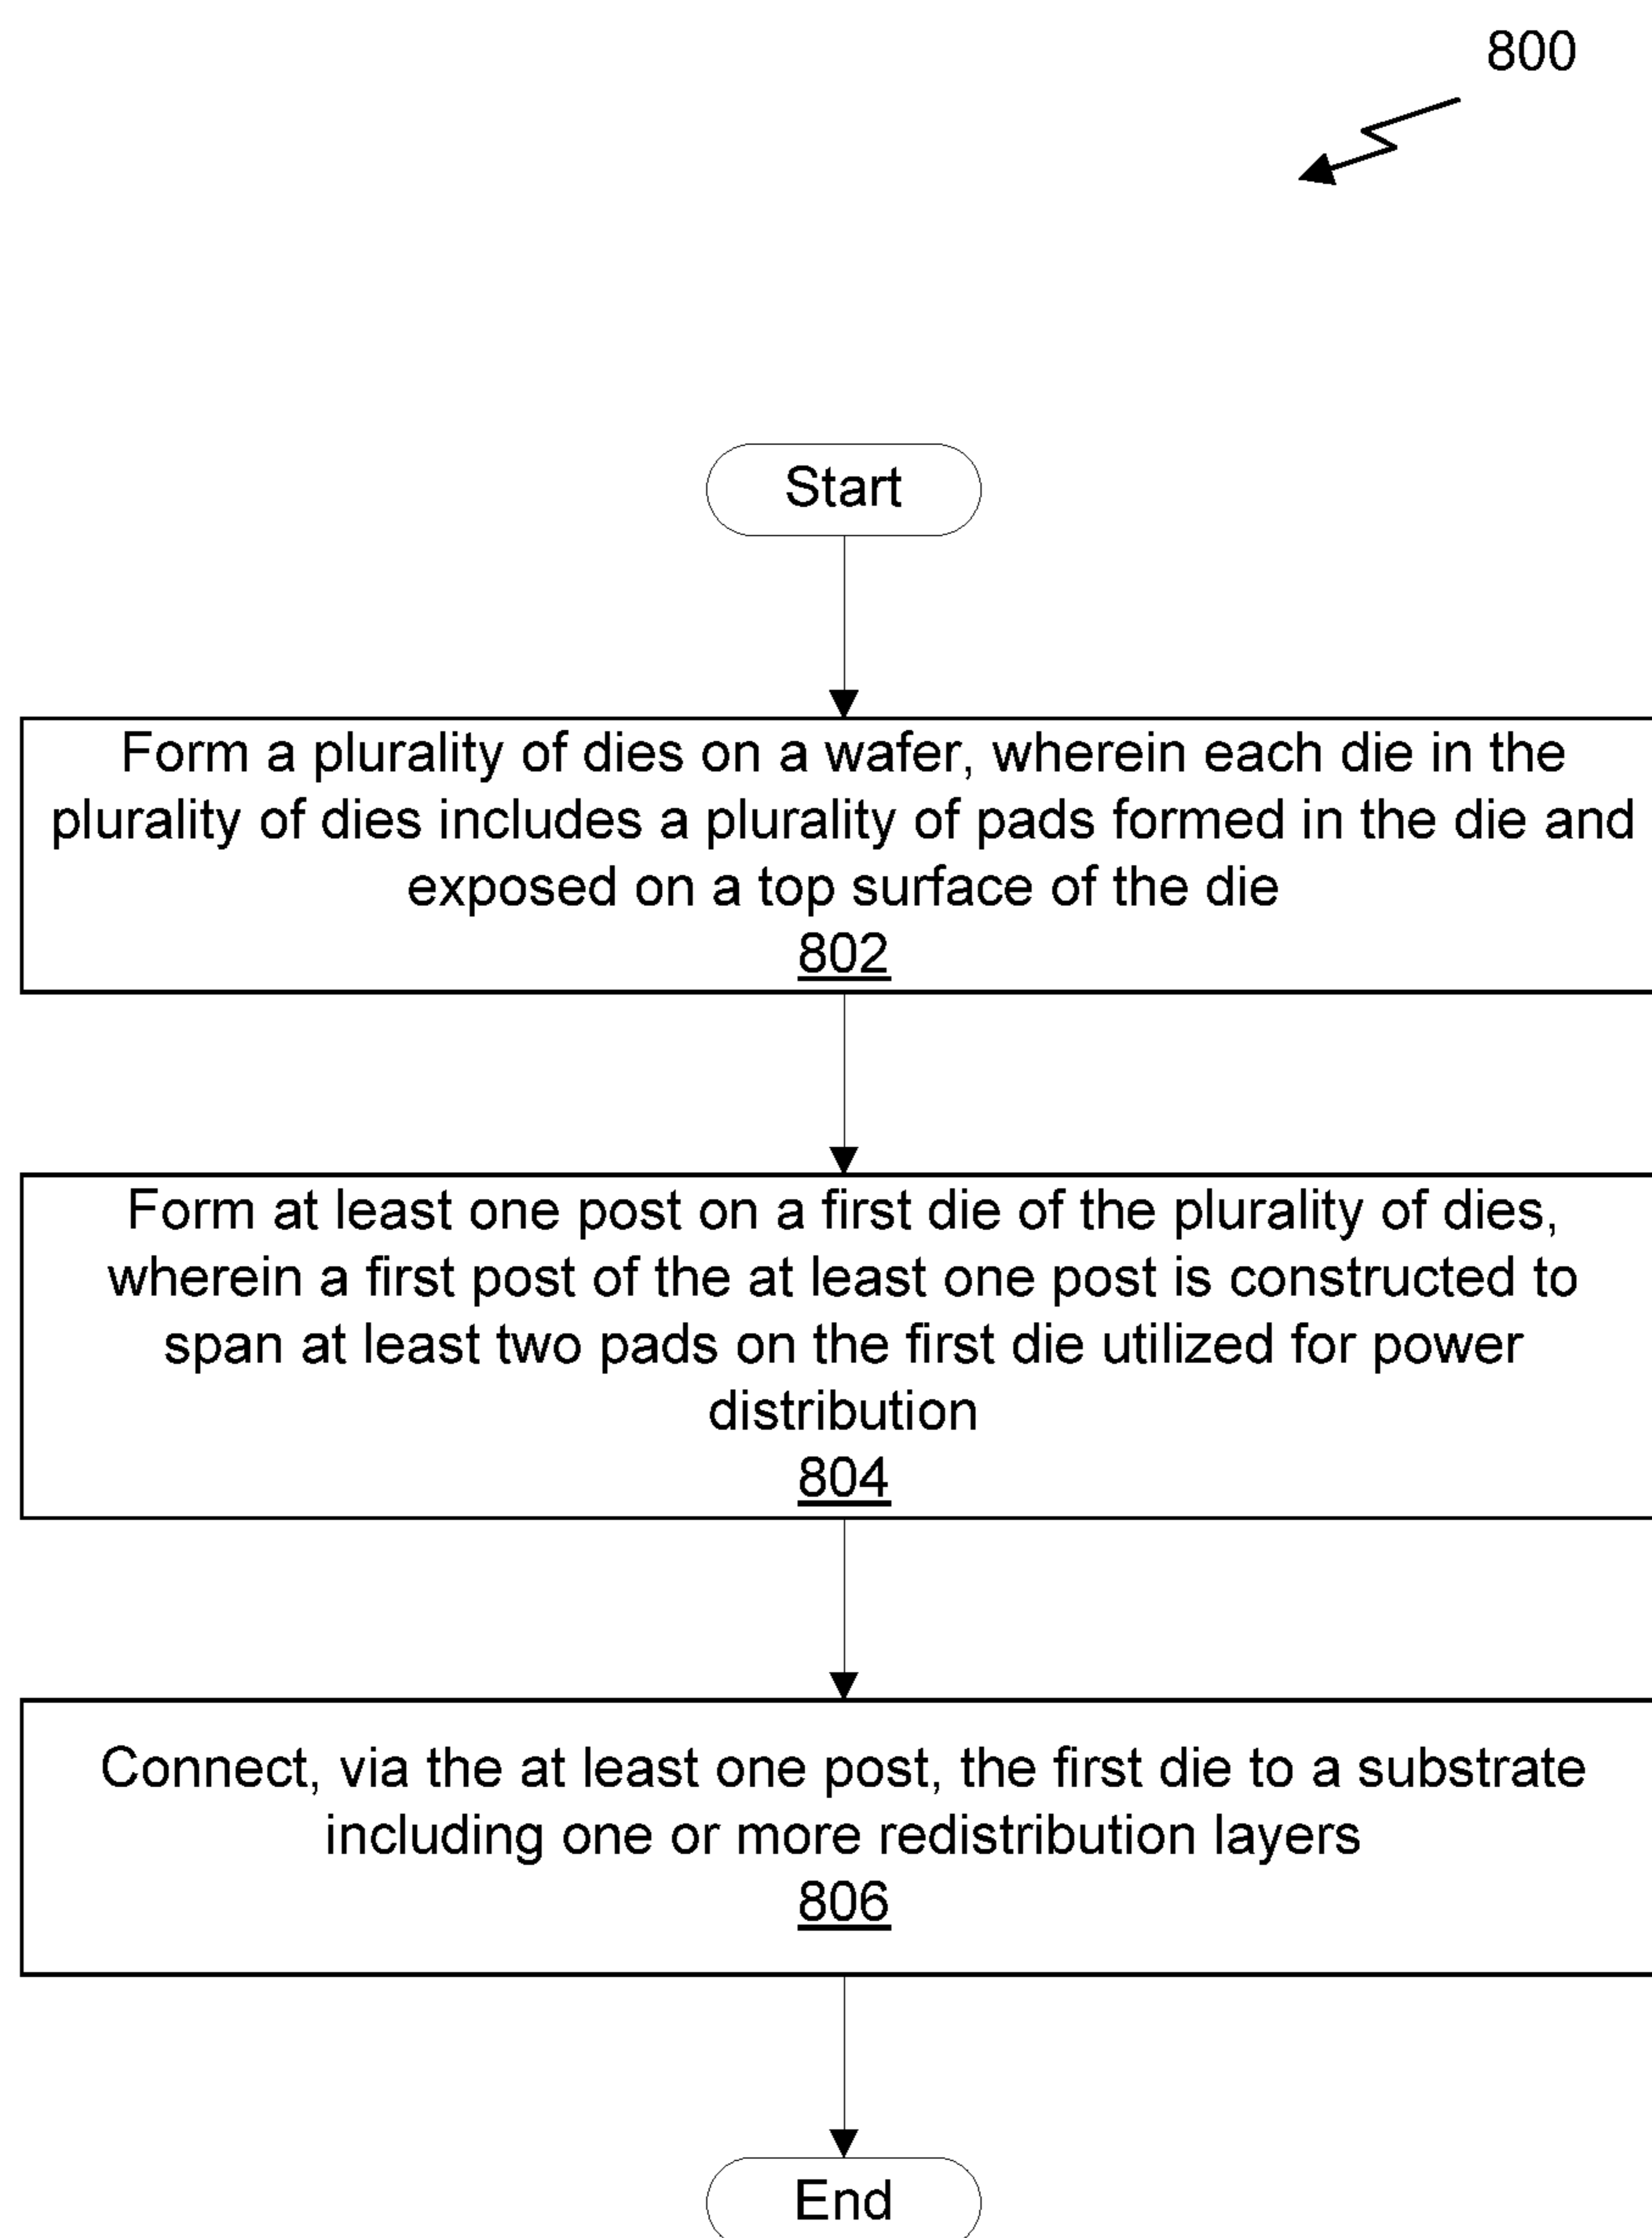 800
Start
Form a plurality of dies on a wafer, wherein each die in the
plurality of dies includes a plurality of pads formed in the die and
exposed on a top surface of the die
802
Form at least one post on a first die of the plurality of dies,
wherein a first post of the at least one post is constructed to
span at least two pads on the first die utilized for power
distribution
804
Connect, via the at least one post, the first die to a substrate
including one or more redistribution layers
806
End